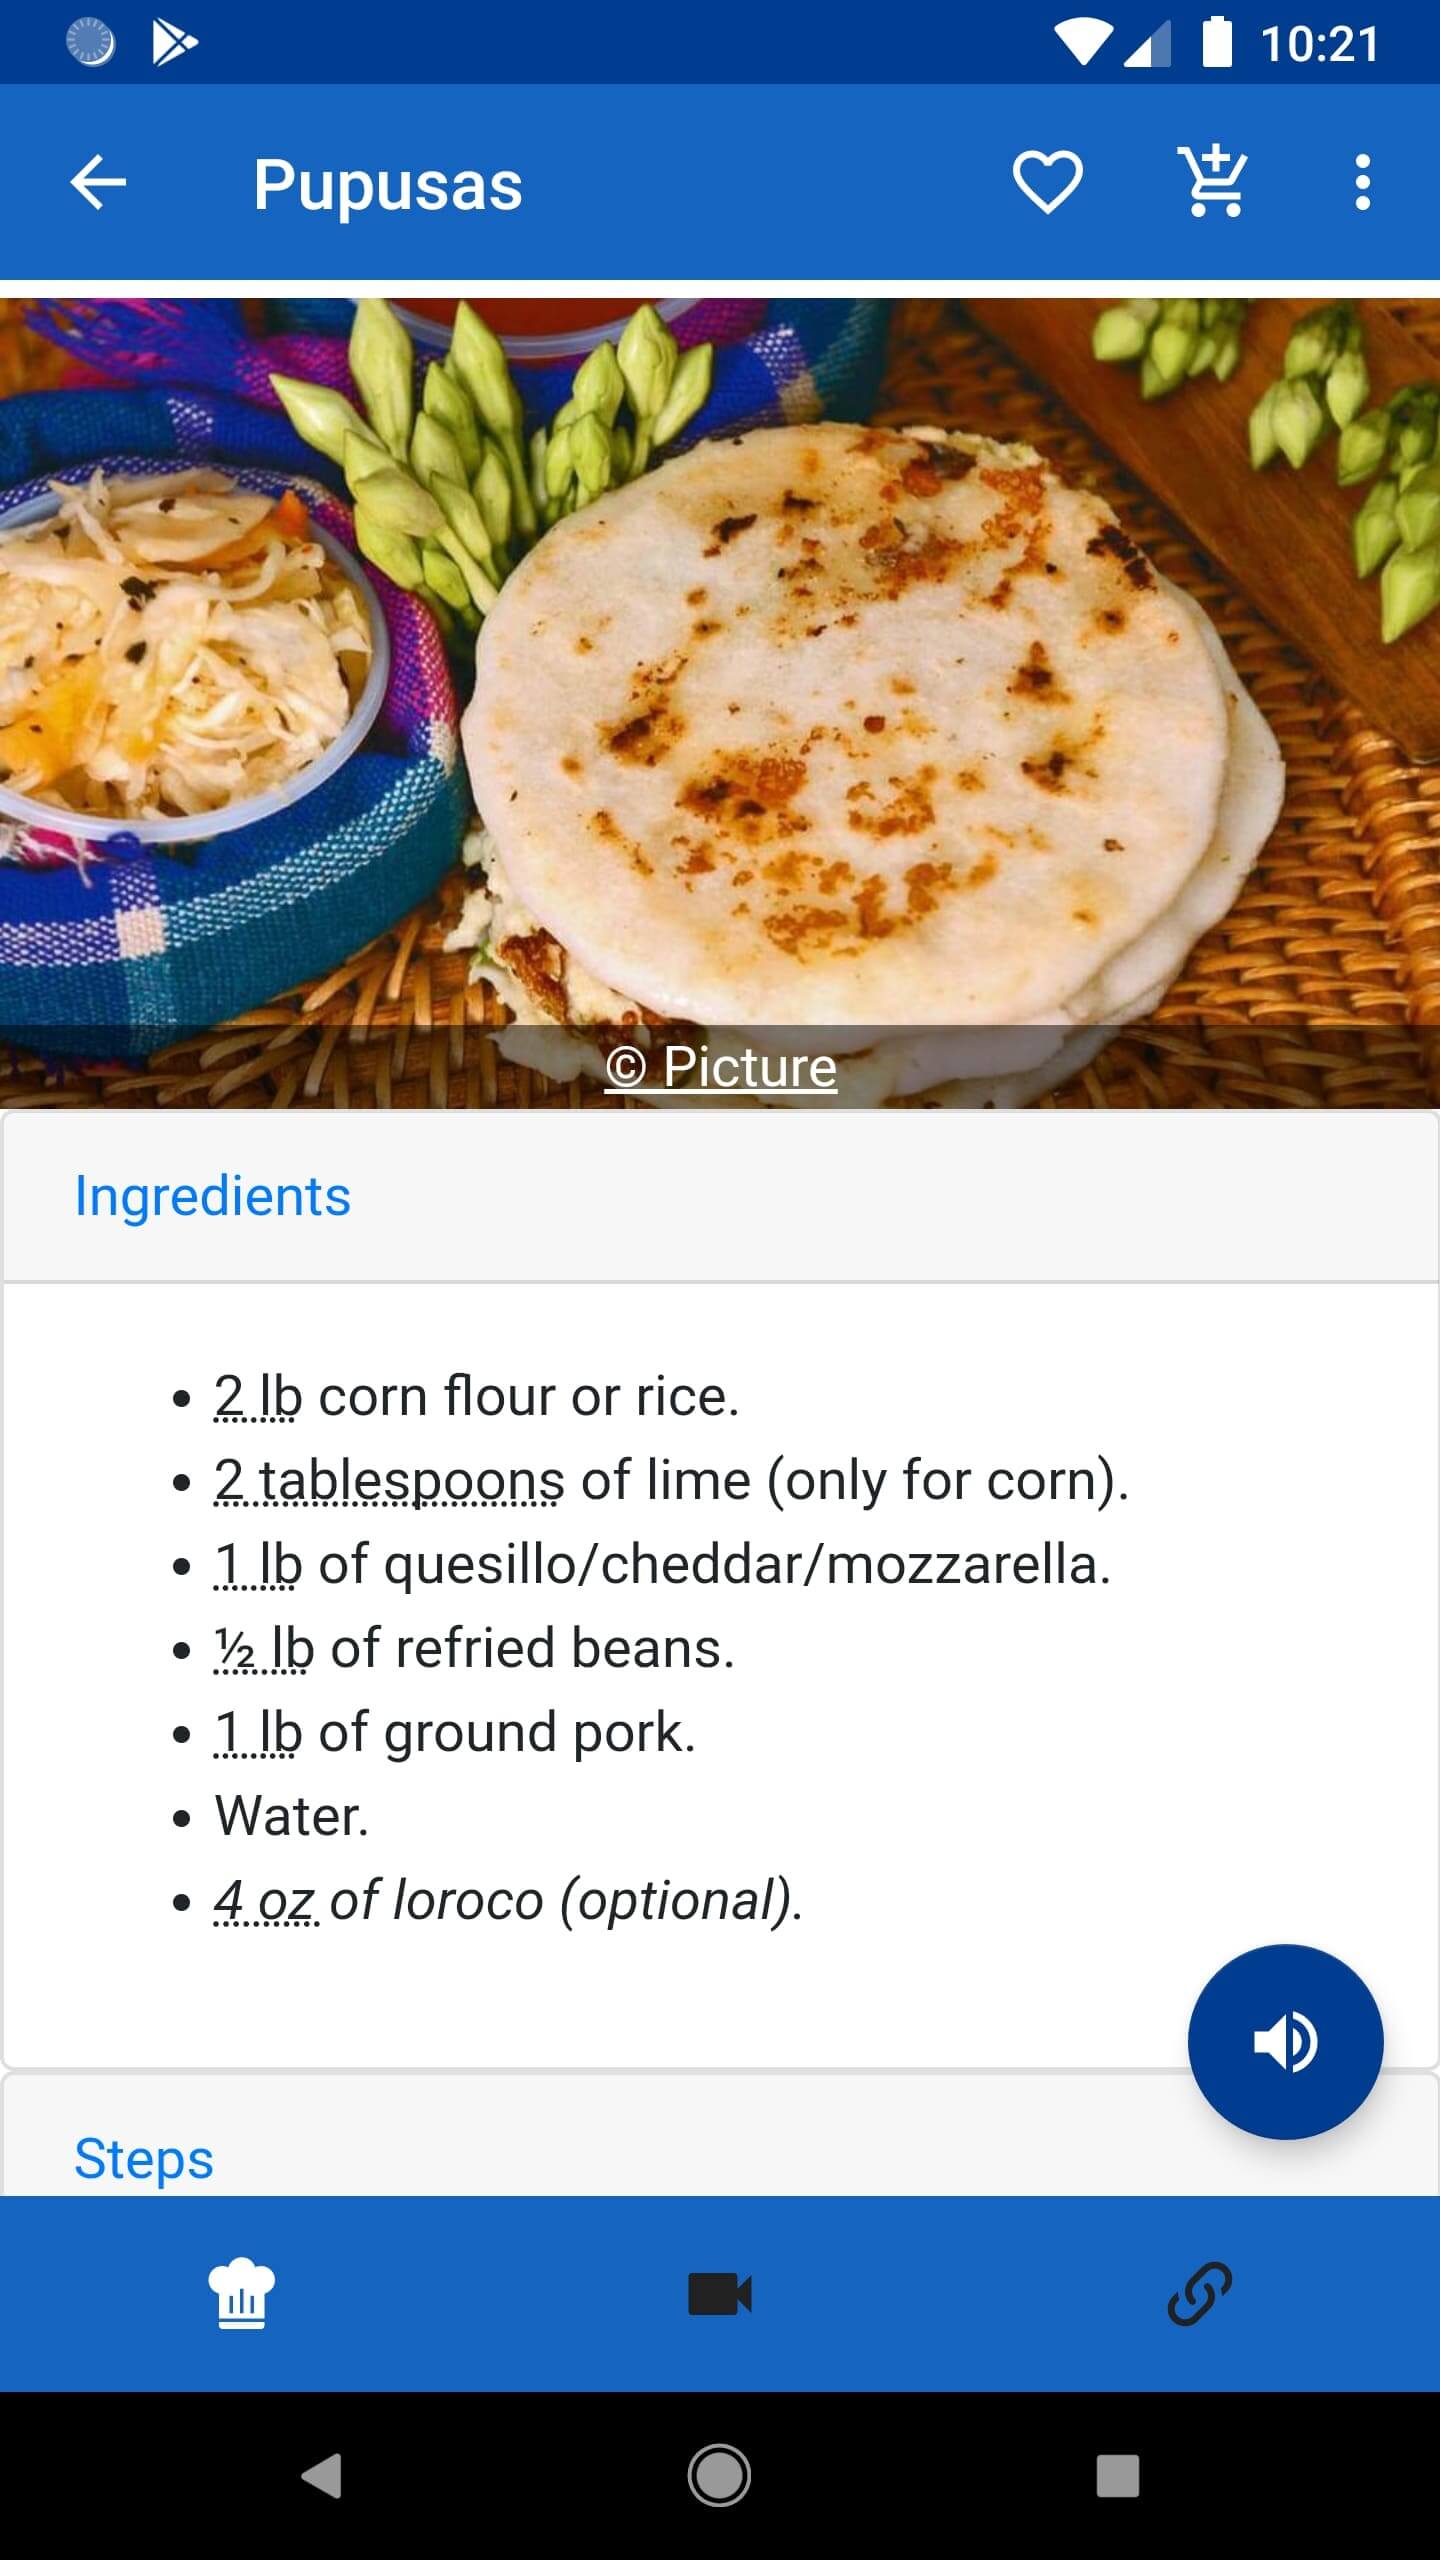 10:21
Pupusas
© Picture
Ingredients
2 lb corn flour or rice.
2 tablespoons of lime (only for corn).
1 lb of quesillo/cheddar/mozzarella.
½ lb of refried beans.
1 lb of ground pork.
Water.
4 oz of loroco (optional).
Steps